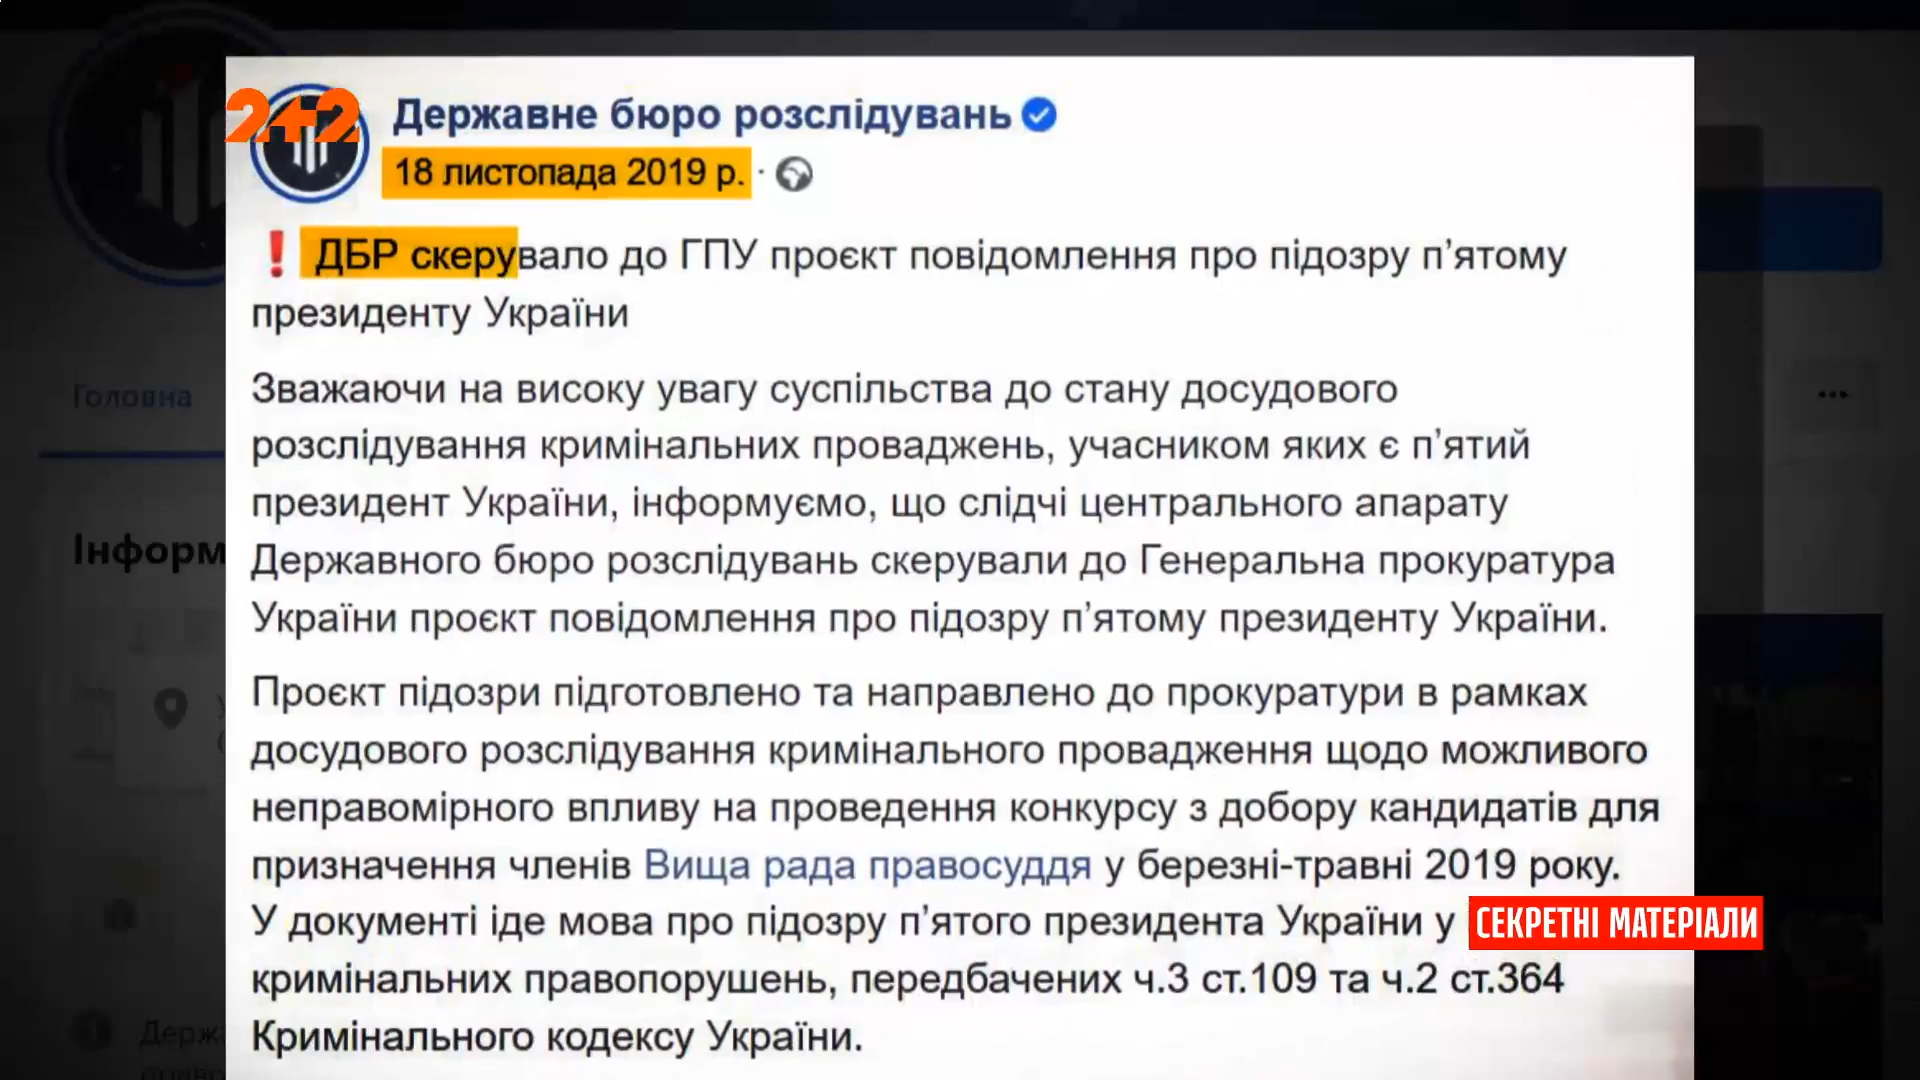 2+2
Державне бюро розслідувань
18 листопада 2019 р. ·
❗ ДБР скерувало до ГПУ проєкт повідомлення про підозру п’ятому
президенту України
Зважаючи на високу увагу суспільства до стану досудового
розслідування кримінальних проваджень, учасником яких є п’ятий
президент України, інформуємо, що слідчі центрального апарату
Державного бюро розслідувань скерували до Генеральна прокуратура
України проєкт повідомлення про підозру п’ятому президенту України.
Проєкт підозри підготовлено та направлено до прокуратури в рамках
досудового розслідування кримінального провадження щодо можливого
неправомірного впливу на проведення конкурсу з добору кандидатів для
призначення членів Вища рада правосуддя у березні-травні 2019 року.
У документі іде мова про підозру п’ятого президента України у
кримінальних правопорушень, передбачених ч.3 ст.109 та ч.2 ст.364
Кримінального кодексу України.
СЕКРЕТНІ МАТЕРІАЛИ
Головна
Інформ
Держ